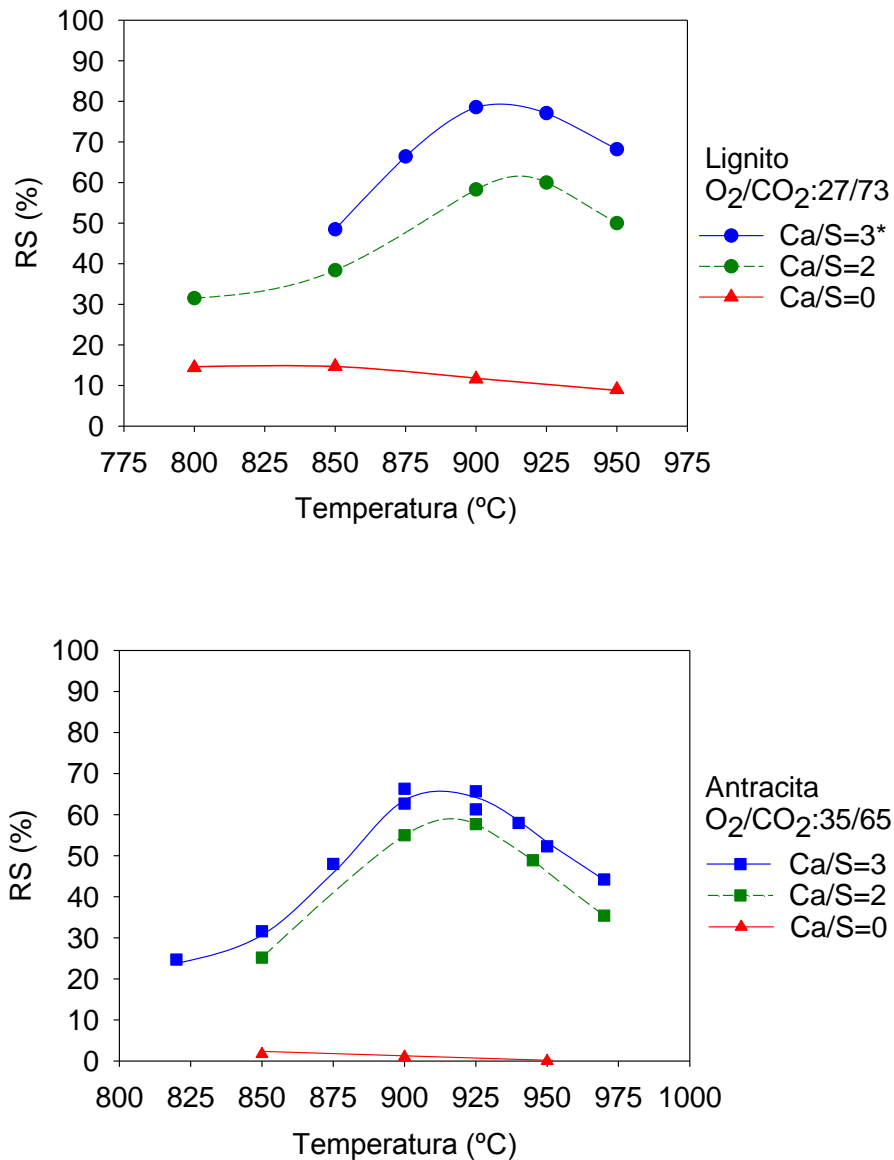 100
90
80
70
60
50
40
30
20
10
0
RS (%)
775 800 825 850 875 900 925 950 975
Temperatura (ºC)
Lignito
O2/CO2:27/73
Ca/S=3*
Ca/S=2
Ca/S=0
100
90
80
70
60
50
40
30
20
10
0
RS (%)
800 825 850 875 900 925 950 975 1000
Temperatura (ºC)
Antracita
O2/CO2:35/65
Ca/S=3
Ca/S=2
Ca/S=0